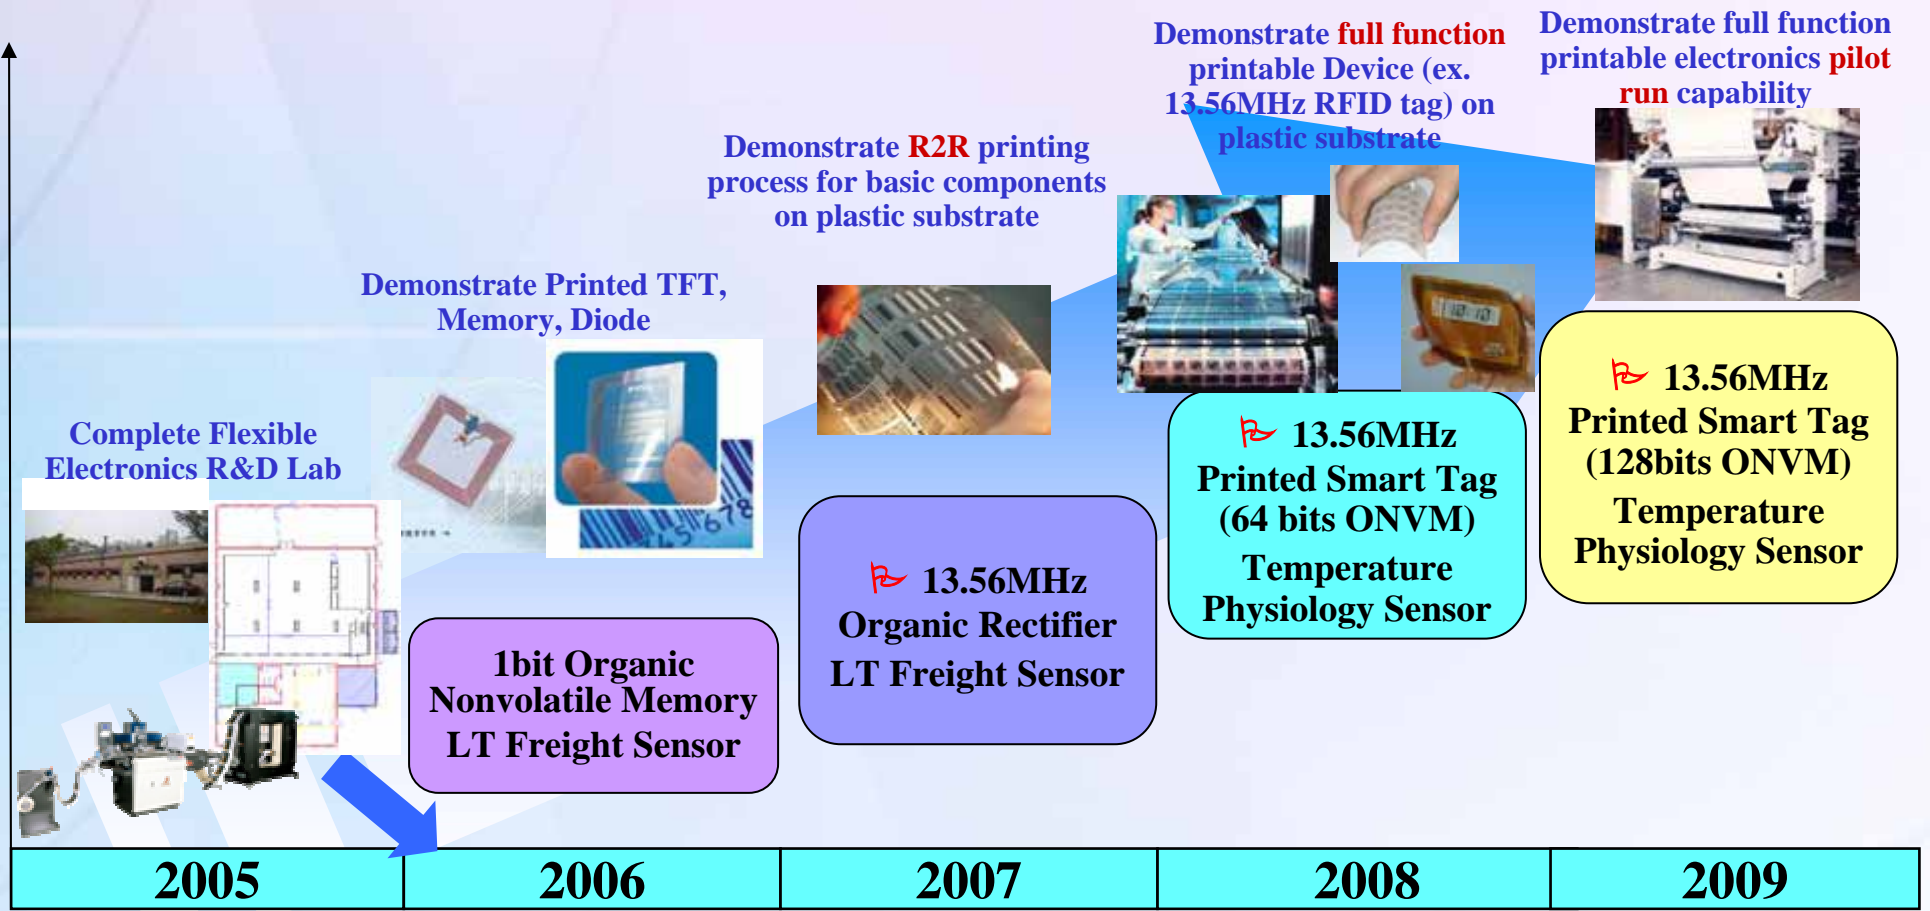 Complete Flexible
Electronics R&D Lab
Demonstrate Printed TFT,
Memory, Diode
45678
1bit Organic
Nonvolatile Memory
LT Freight Sensor
Demonstrate R2R printing
process for basic components
on plastic substrate
13.56MHz
Organic Rectifier
LT Freight Sensor
Demonstrate full function
printable Device (ex.
13.56MHz RFID tag) on
plastic substrate
10:10
13.56MHz
Printed Smart Tag
(64 bits ONVM)
Temperature
Physiology Sensor
Demonstrate full function
printable electronics pilot
run capability
13.56MHz
Printed Smart Tag
(128bits ONVM)
Temperature
Physiology Sensor
2005
2006
2007
2008
2009